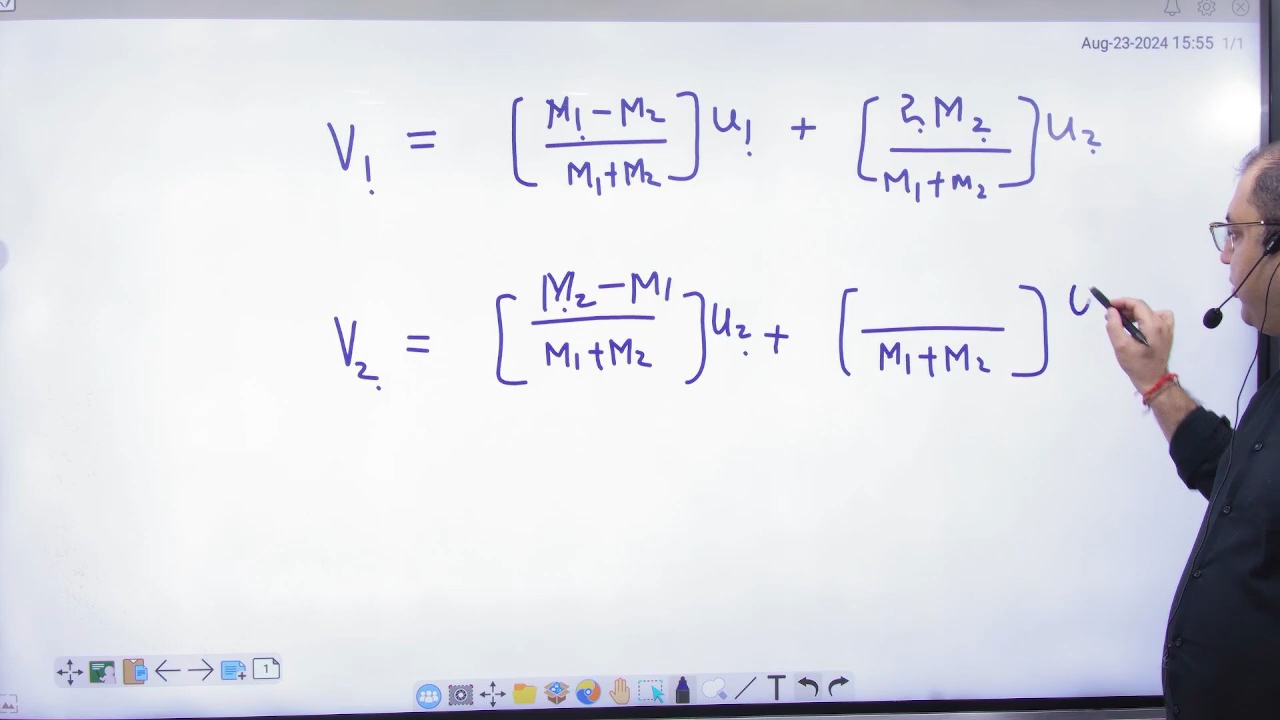 Aug-23-2024 15:55 1/1
V₁ = [(M₁ - M₂)/(M₁ + M₂)] u₁ + [2M₂/(M₁ + M₂)] u₂
V₂ = [(M₂ - M₁)/(M₁ + M₂)] u₂ + [ /(M₁ + M₂)] u
1
T